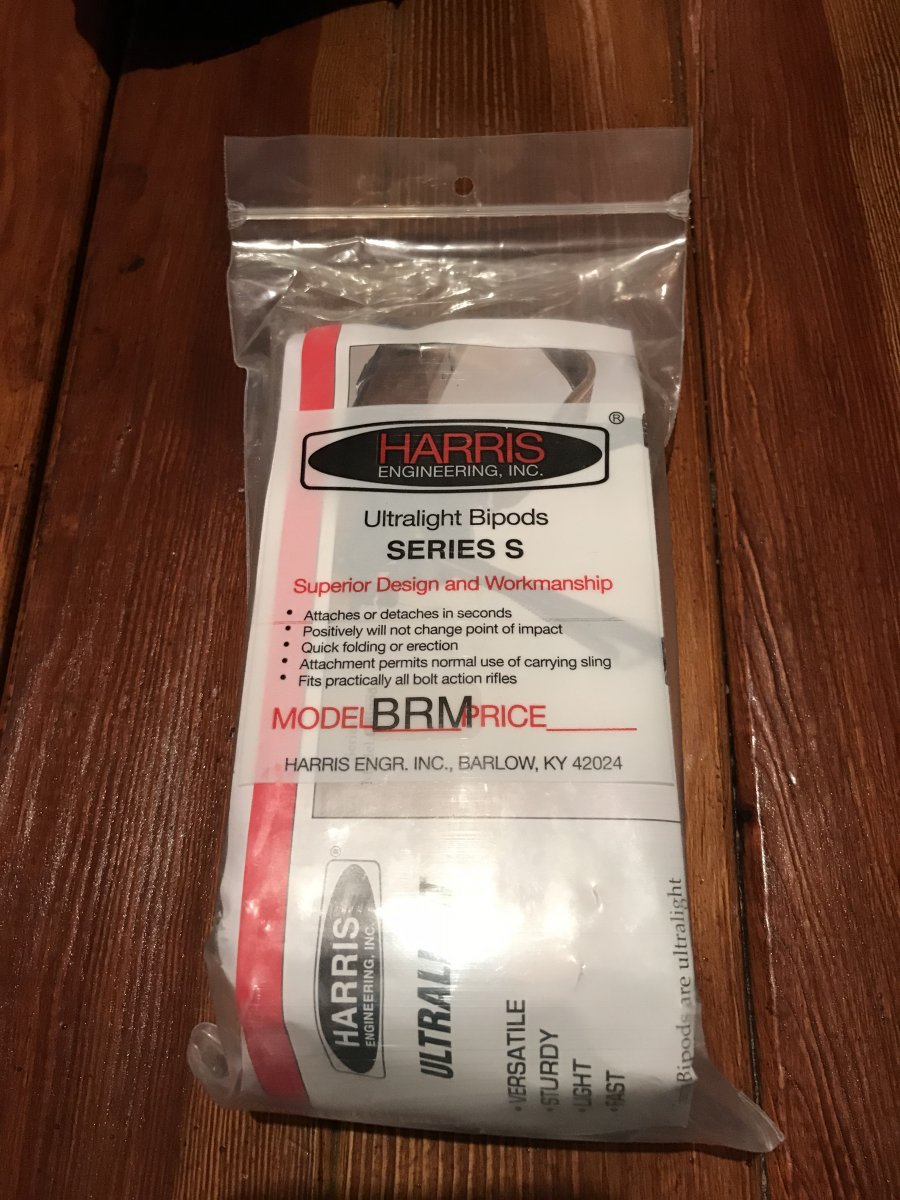 HARRIS ®
ENGINEERING, INC.
Ultralight Bipods
SERIES S
Superior Design and Workmanship
• Attaches or detaches in seconds
• Positively will not change point of impact
• Quick folding or erection
• Attachment permits normal use of carrying sling
• Fits practically all bolt action rifles
MODEL BRM PRICE______
HARRIS ENGR. INC., BARLOW, KY 42024
HARRIS ®
ENGINEERING, INC.
•VERSATILE
•STURDY
•LIGHT
•FAST
Bipods are ultralight